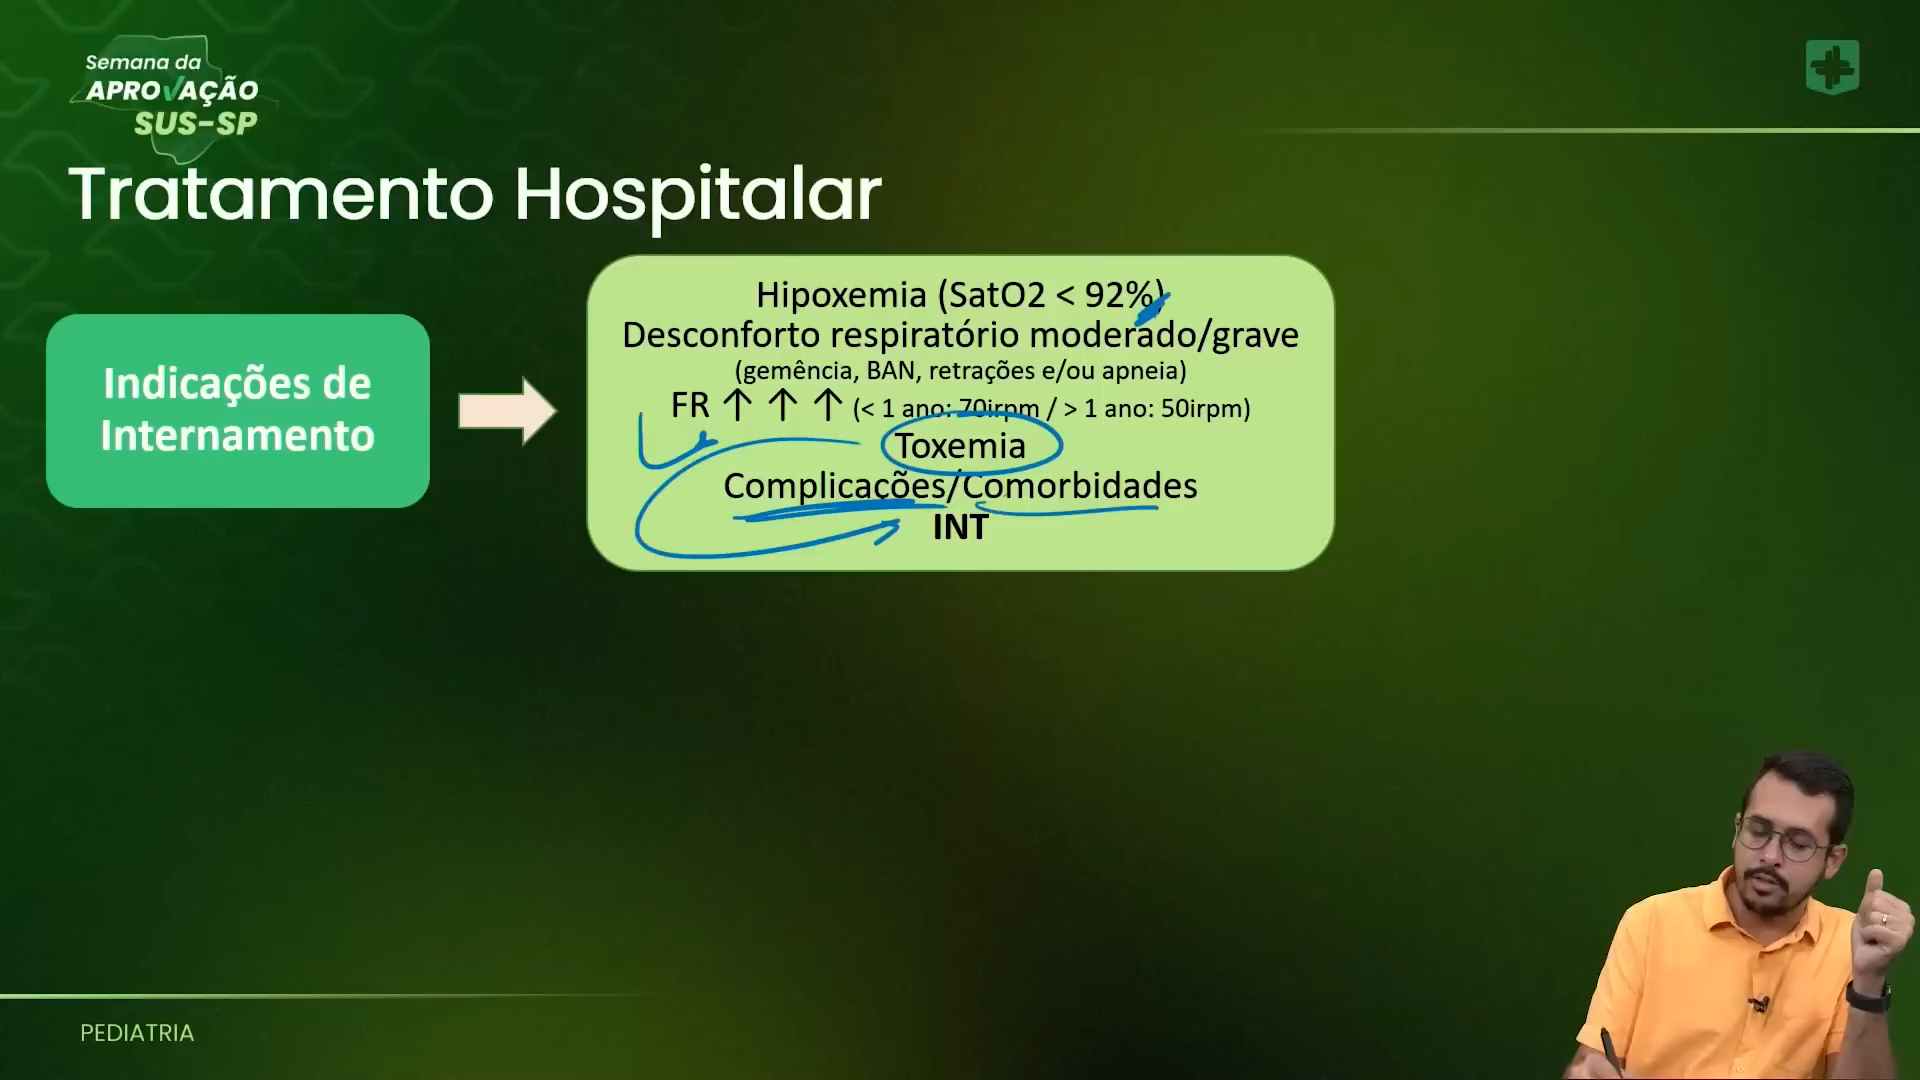 Semana da
APROVAÇÃO
SUS-SP
Tratamento Hospitalar
Indicações de
Internamento
Hipoxemia (SatO2 < 92%)
Desconforto respiratório moderado/grave
(gemência, BAN, retrações e/ou apneia)
FR ↑ ↑ ↑ (< 1 ano: 70irpm / > 1 ano: 50irpm)
Toxemia
Complicações/Comorbidades
INT
PEDIATRIA